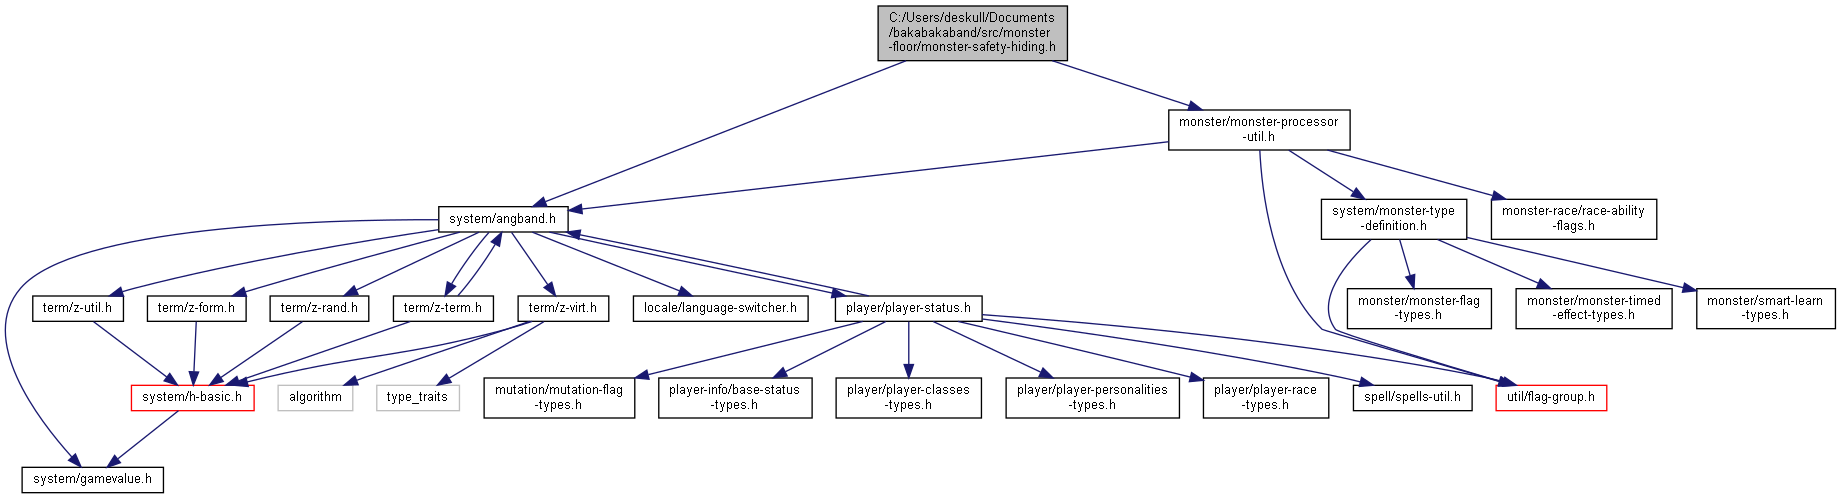 C:/Users/deskull/Documents
/bakabakaband/src/monster
-floor/monster-safety-hiding.h
monster/monster-processor
-util.h
system/angband.h
system/monster-type
-definition.h
monster-race/race-ability
-flags.h
term/z-util.h
term/z-form.h
term/z-rand.h
term/z-term.h
term/z-virt.h
locale/language-switcher.h
player/player-status.h
monster/monster-flag
-types.h
monster/monster-timed
-effect-types.h
monster/smart-learn
-types.h
system/h-basic.h
algorithm
type_traits
mutation/mutation-flag
-types.h
player-info/base-status
-types.h
player/player-classes
-types.h
player/player-personalities
-types.h
player/player-race
-types.h
spell/spells-util.h
util/flag-group.h
system/gamevalue.h